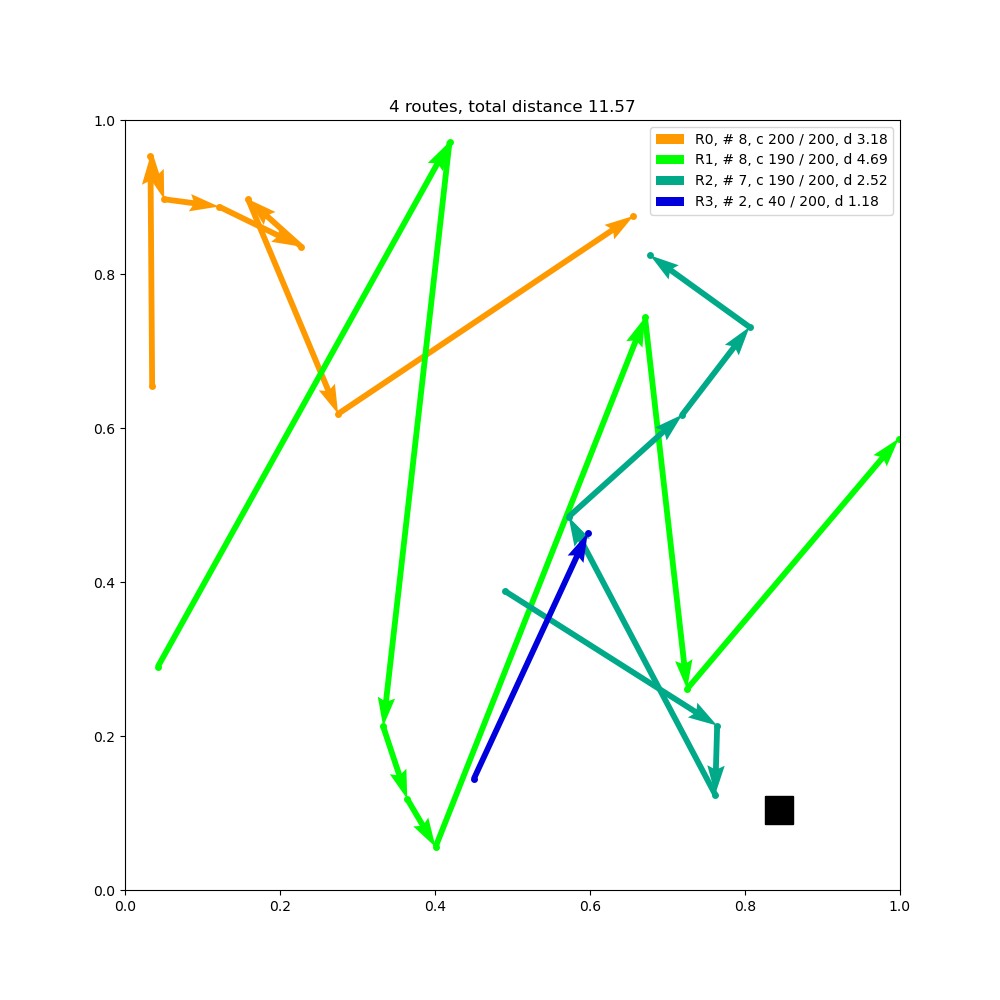 4 routes, total distance 11.57
R0, # 8, c 200 / 200, d 3.18
R1, # 8, c 190 / 200, d 4.69
R2, # 7, c 190 / 200, d 2.52
R3, # 2, c 40 / 200, d 1.18
1.0
0.8
0.6
0.4
0.2
0.0
0.0 0.2 0.4 0.6 0.8 1.0